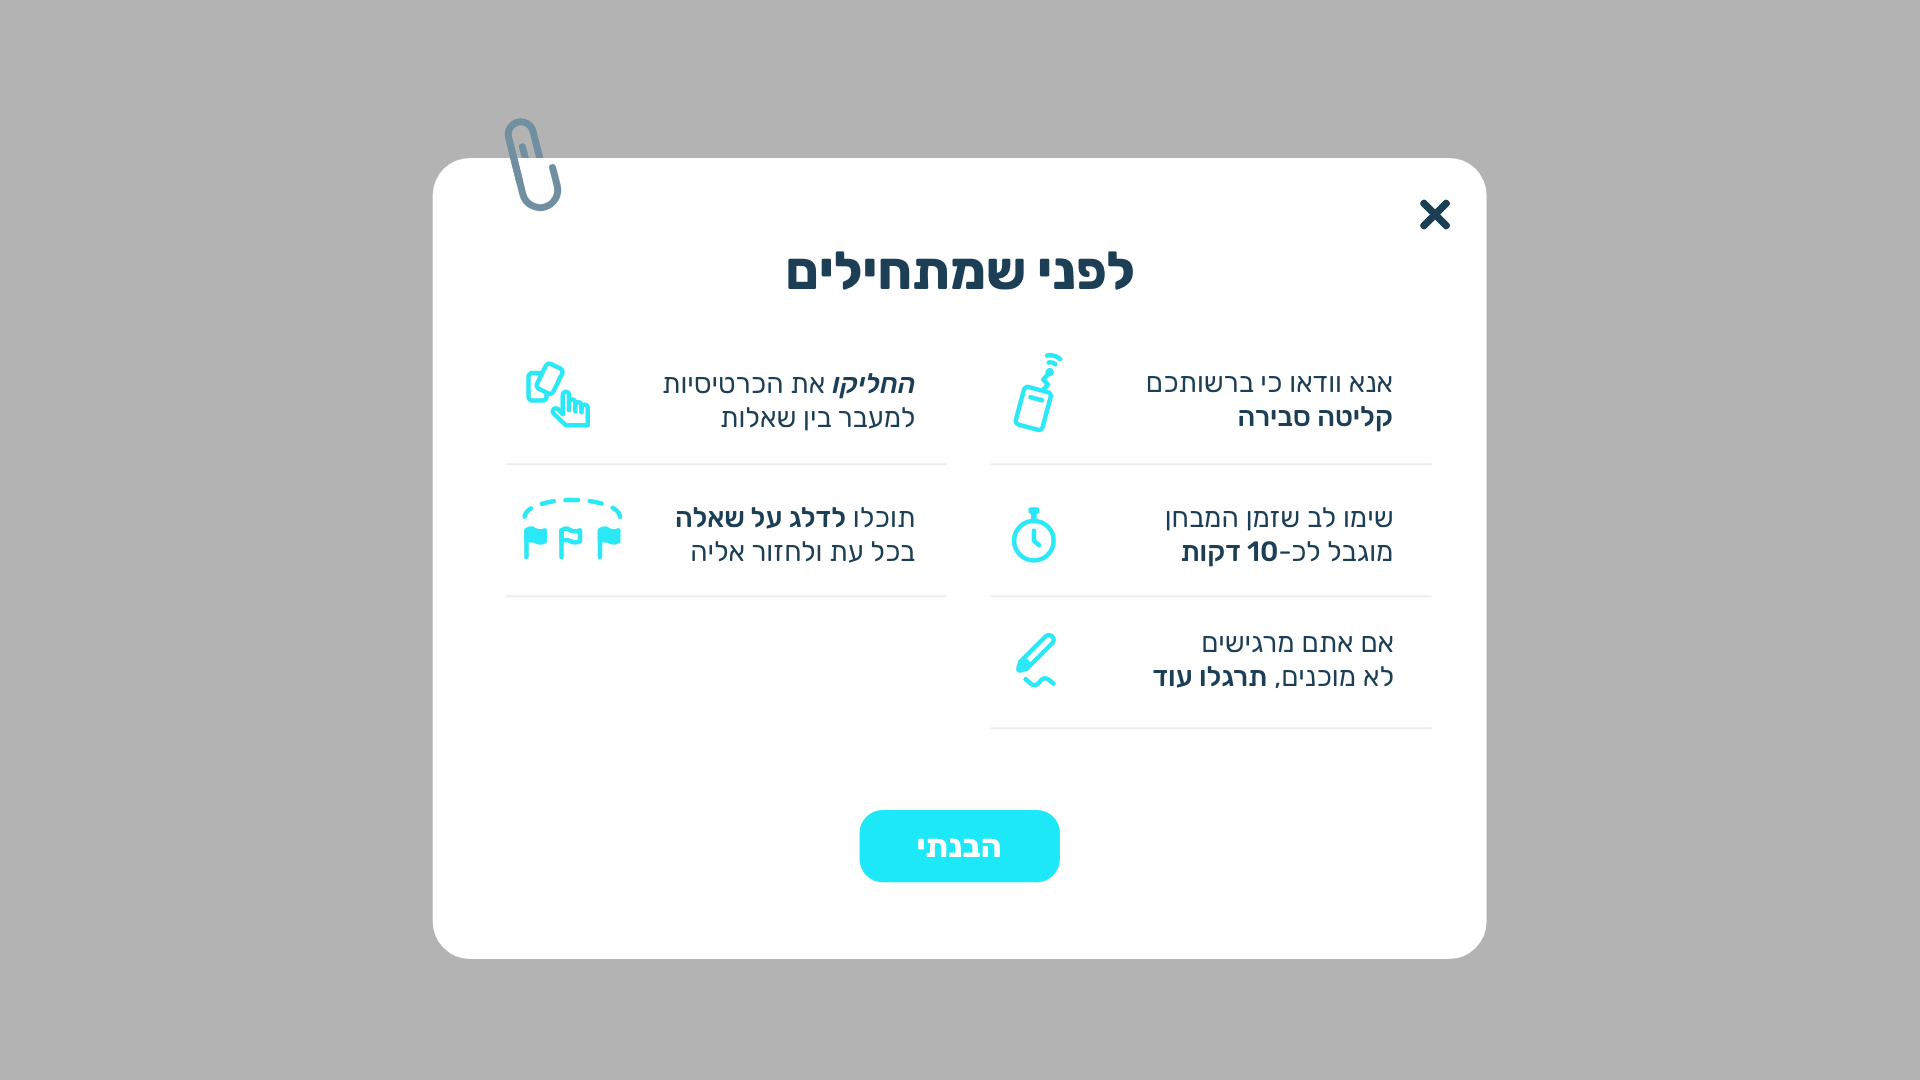 לפני שמתחילים
אנא וודאו כי ברשותכם
קליטה סבירה
שימו לב שזמן המבחן
מוגבל לכ-10 דקות
אם אתם מרגישים
לא מוכנים, תרגלו עוד
החליקו את הכרטיסיות
למעבר בין שאלות
תוכלו לדלג על שאלה
בכל עת ולחזור אליה
הבנתי